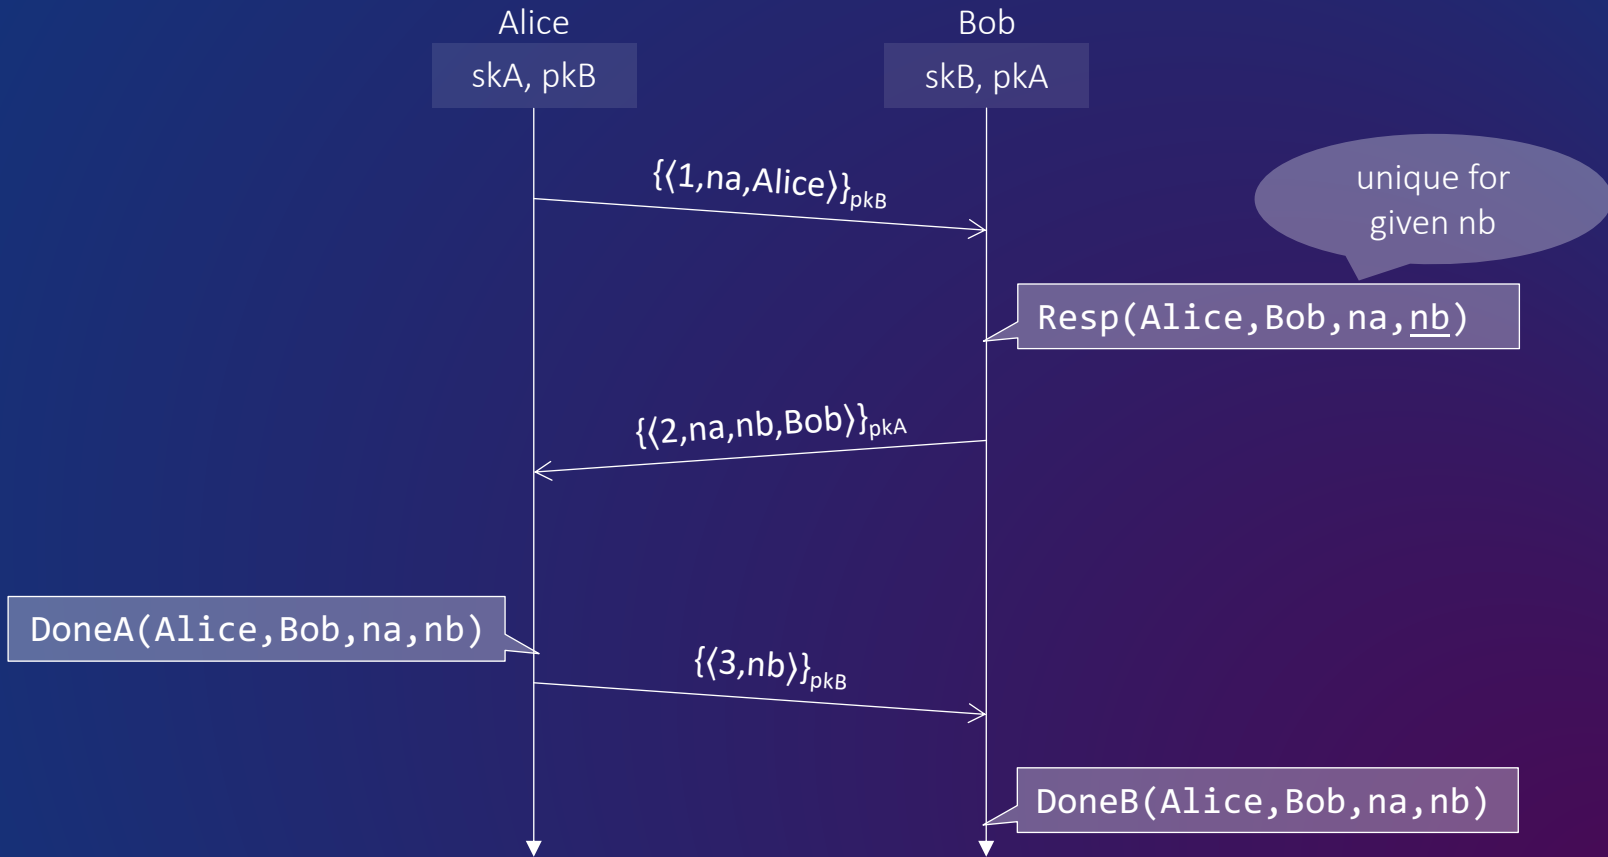 Alice
Bob
skA, pkB
skB, pkA
{⟨1,na,Alice⟩}pkB
unique for
given nb
Resp(Alice,Bob,na,nb)
{⟨2,na,nb,Bob⟩}pkA
DoneA(Alice,Bob,na,nb)
{⟨3,nb⟩}pkB
DoneB(Alice,Bob,na,nb)